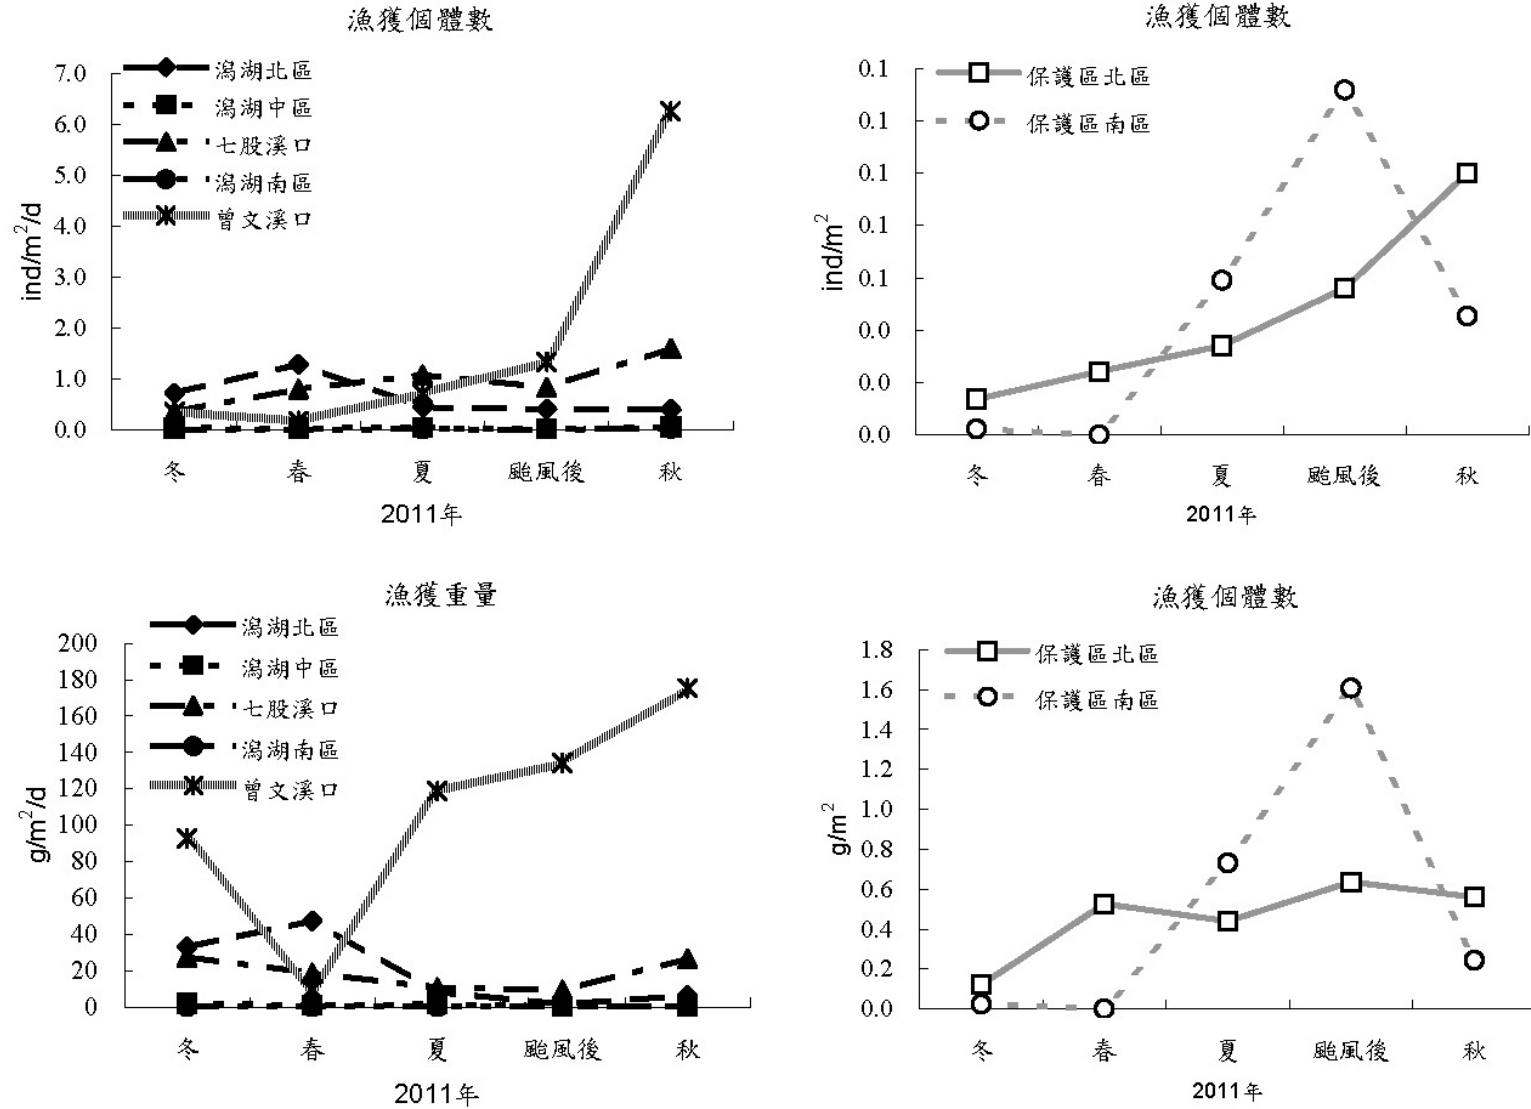 漁獲個體數
潟湖北區
潟湖中區
七股溪口
潟湖南區
曾文溪口
7.0
6.0
5.0
4.0
3.0
2.0
1.0
0.0
ind/m²/d
冬 春 夏 颱風後 秋
2011年
漁獲個體數
保護區北區
保護區南區
0.1
0.1
0.1
0.1
0.1
0.0
0.0
0.0
ind/m²
冬 春 夏 颱風後 秋
2011年
漁獲重量
潟湖北區
潟湖中區
七股溪口
潟湖南區
曾文溪口
200
180
160
140
120
100
80
60
40
20
0
g/m²/d
冬 春 夏 颱風後 秋
2011年
漁獲個體數
保護區北區
保護區南區
1.8
1.6
1.4
1.2
1.0
0.8
0.6
0.4
0.2
0.0
g/m²
冬 春 夏 颱風後 秋
2011年